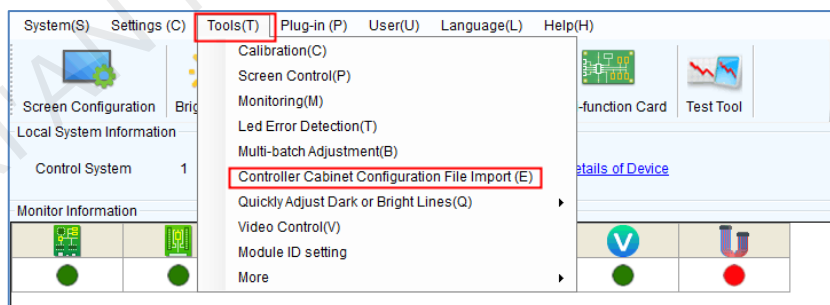 System(S) Settings (C) Tools(T) Plug-in (P) User(U) Language(L) Help(H)
Calibration(C)
Screen Control(P)
Monitoring(M)
Led Error Detection(T)
Multi-batch Adjustment(B)
Controller Cabinet Configuration File Import (E)
Quickly Adjust Dark or Bright Lines(Q)
Video Control(V)
Module ID setting
More
Screen Configuration Brig -function Card Test Tool
Local System Information
Control System 1 etails of Device
Monitor Information
V